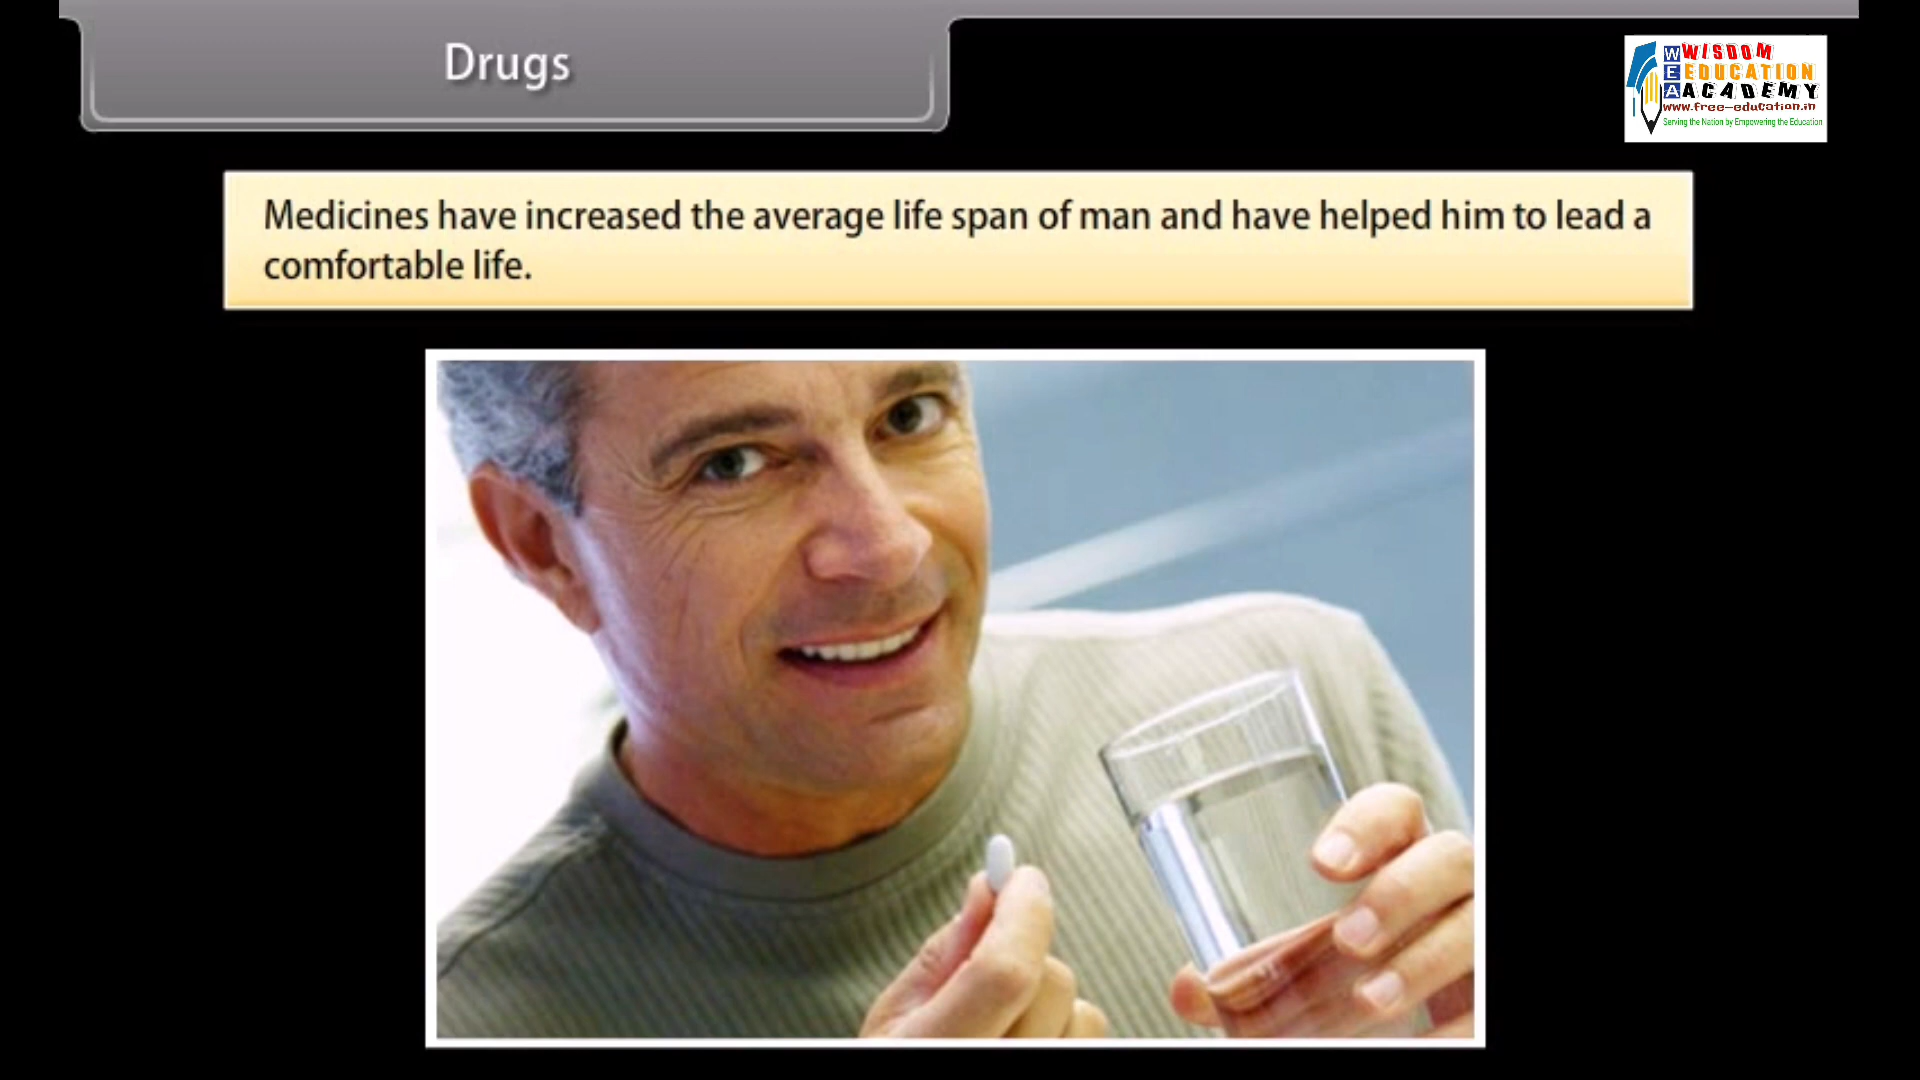 Drugs
WEA
WISDOM
EDUCATION
ACADEMY
www.free-education.in
Serving the Nation by Empowering the Education
Medicines have increased the average life span of man and have helped him to lead a
comfortable life.